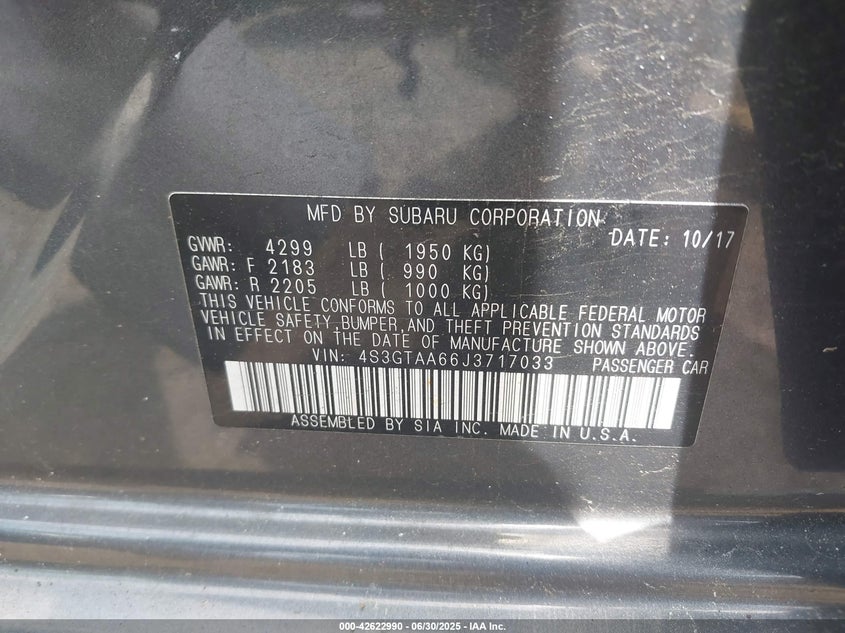 MFD BY SUBARU CORPORATION
DATE: 10/17
GVWR: 4299 LB ( 1950 KG)
GAWR: F 2183 LB ( 990 KG)
GAWR: R 2205 LB ( 1000 KG)
THIS VEHICLE CONFORMS TO ALL APPLICABLE FEDERAL MOTOR
VEHICLE SAFETY,BUMPER,AND THEFT PREVENTION STANDARDS
IN EFFECT ON THE DATE OF MANUFACTURE SHOWN ABOVE.
VIN: 4S3GTAA66J3717033 PASSENGER CAR
ASSEMBLED BY SIA INC. MADE IN U.S.A.
000-42622990 - 06/30/2025 - IAA Inc.